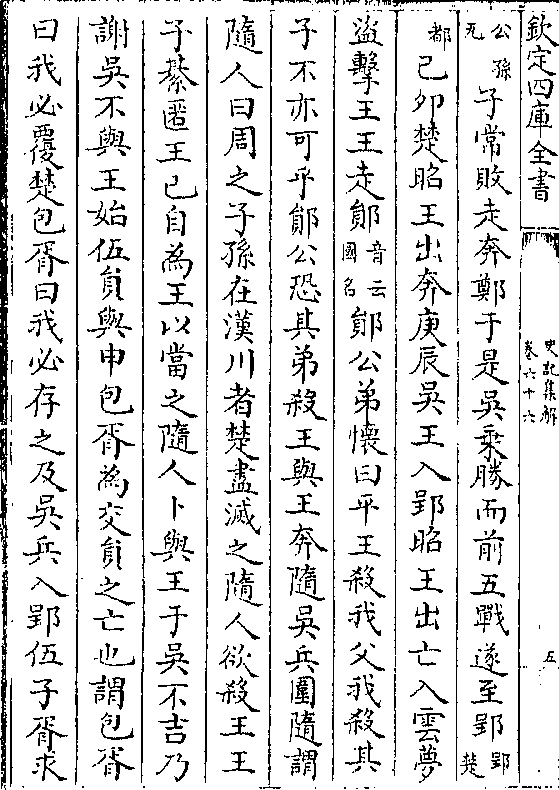 欽定四庫全書
史記集解
卷六十六
五
公孫瓦子常敗走奔鄭于是吳乗勝而前五戰遂至郢郢楚
都己卯楚昭王出奔庚辰吳王入郢昭王出亡入雲夢
盜擊王王走鄖音云國名鄖公弟懷曰平王殺我父我殺其
子不亦可乎鄖公恐其弟殺王與王奔隨吳兵圍隨謂
隨人曰周之子孫在漢川者楚盡滅之隨人欲殺王王
子綦匿王已自為王以當之隨人卜與王于吳不吉乃
謝吳不與王始伍員與申包胥為交員之亡也謂包胥
曰我必覆楚包胥曰我必存之及吳兵入郢伍子胥求